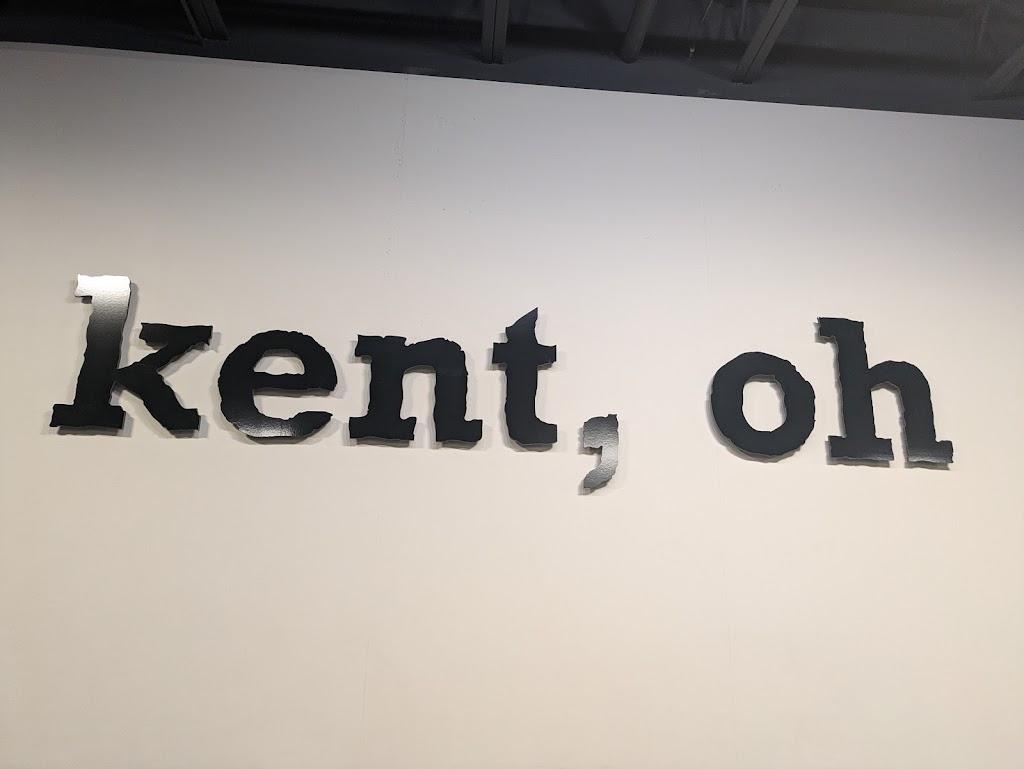 kent, oh